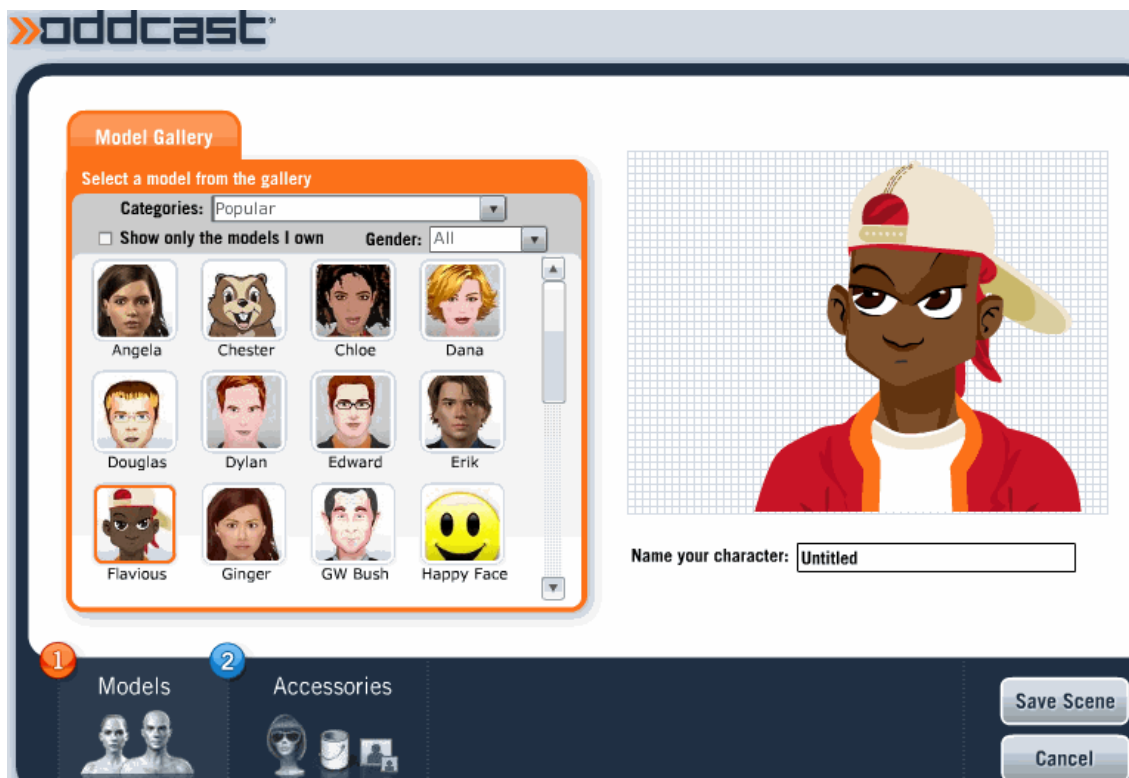 »oddcast
Model Gallery
Select a model from the gallery
Categories: Popular
Show only the models I own Gender: All
Angela Chester Chloe Dana
Douglas Dylan Edward Erik
Flavious Ginger GW Bush Happy Face
Name your character: Untitled
1 2
Models Accessories
Save Scene
Cancel